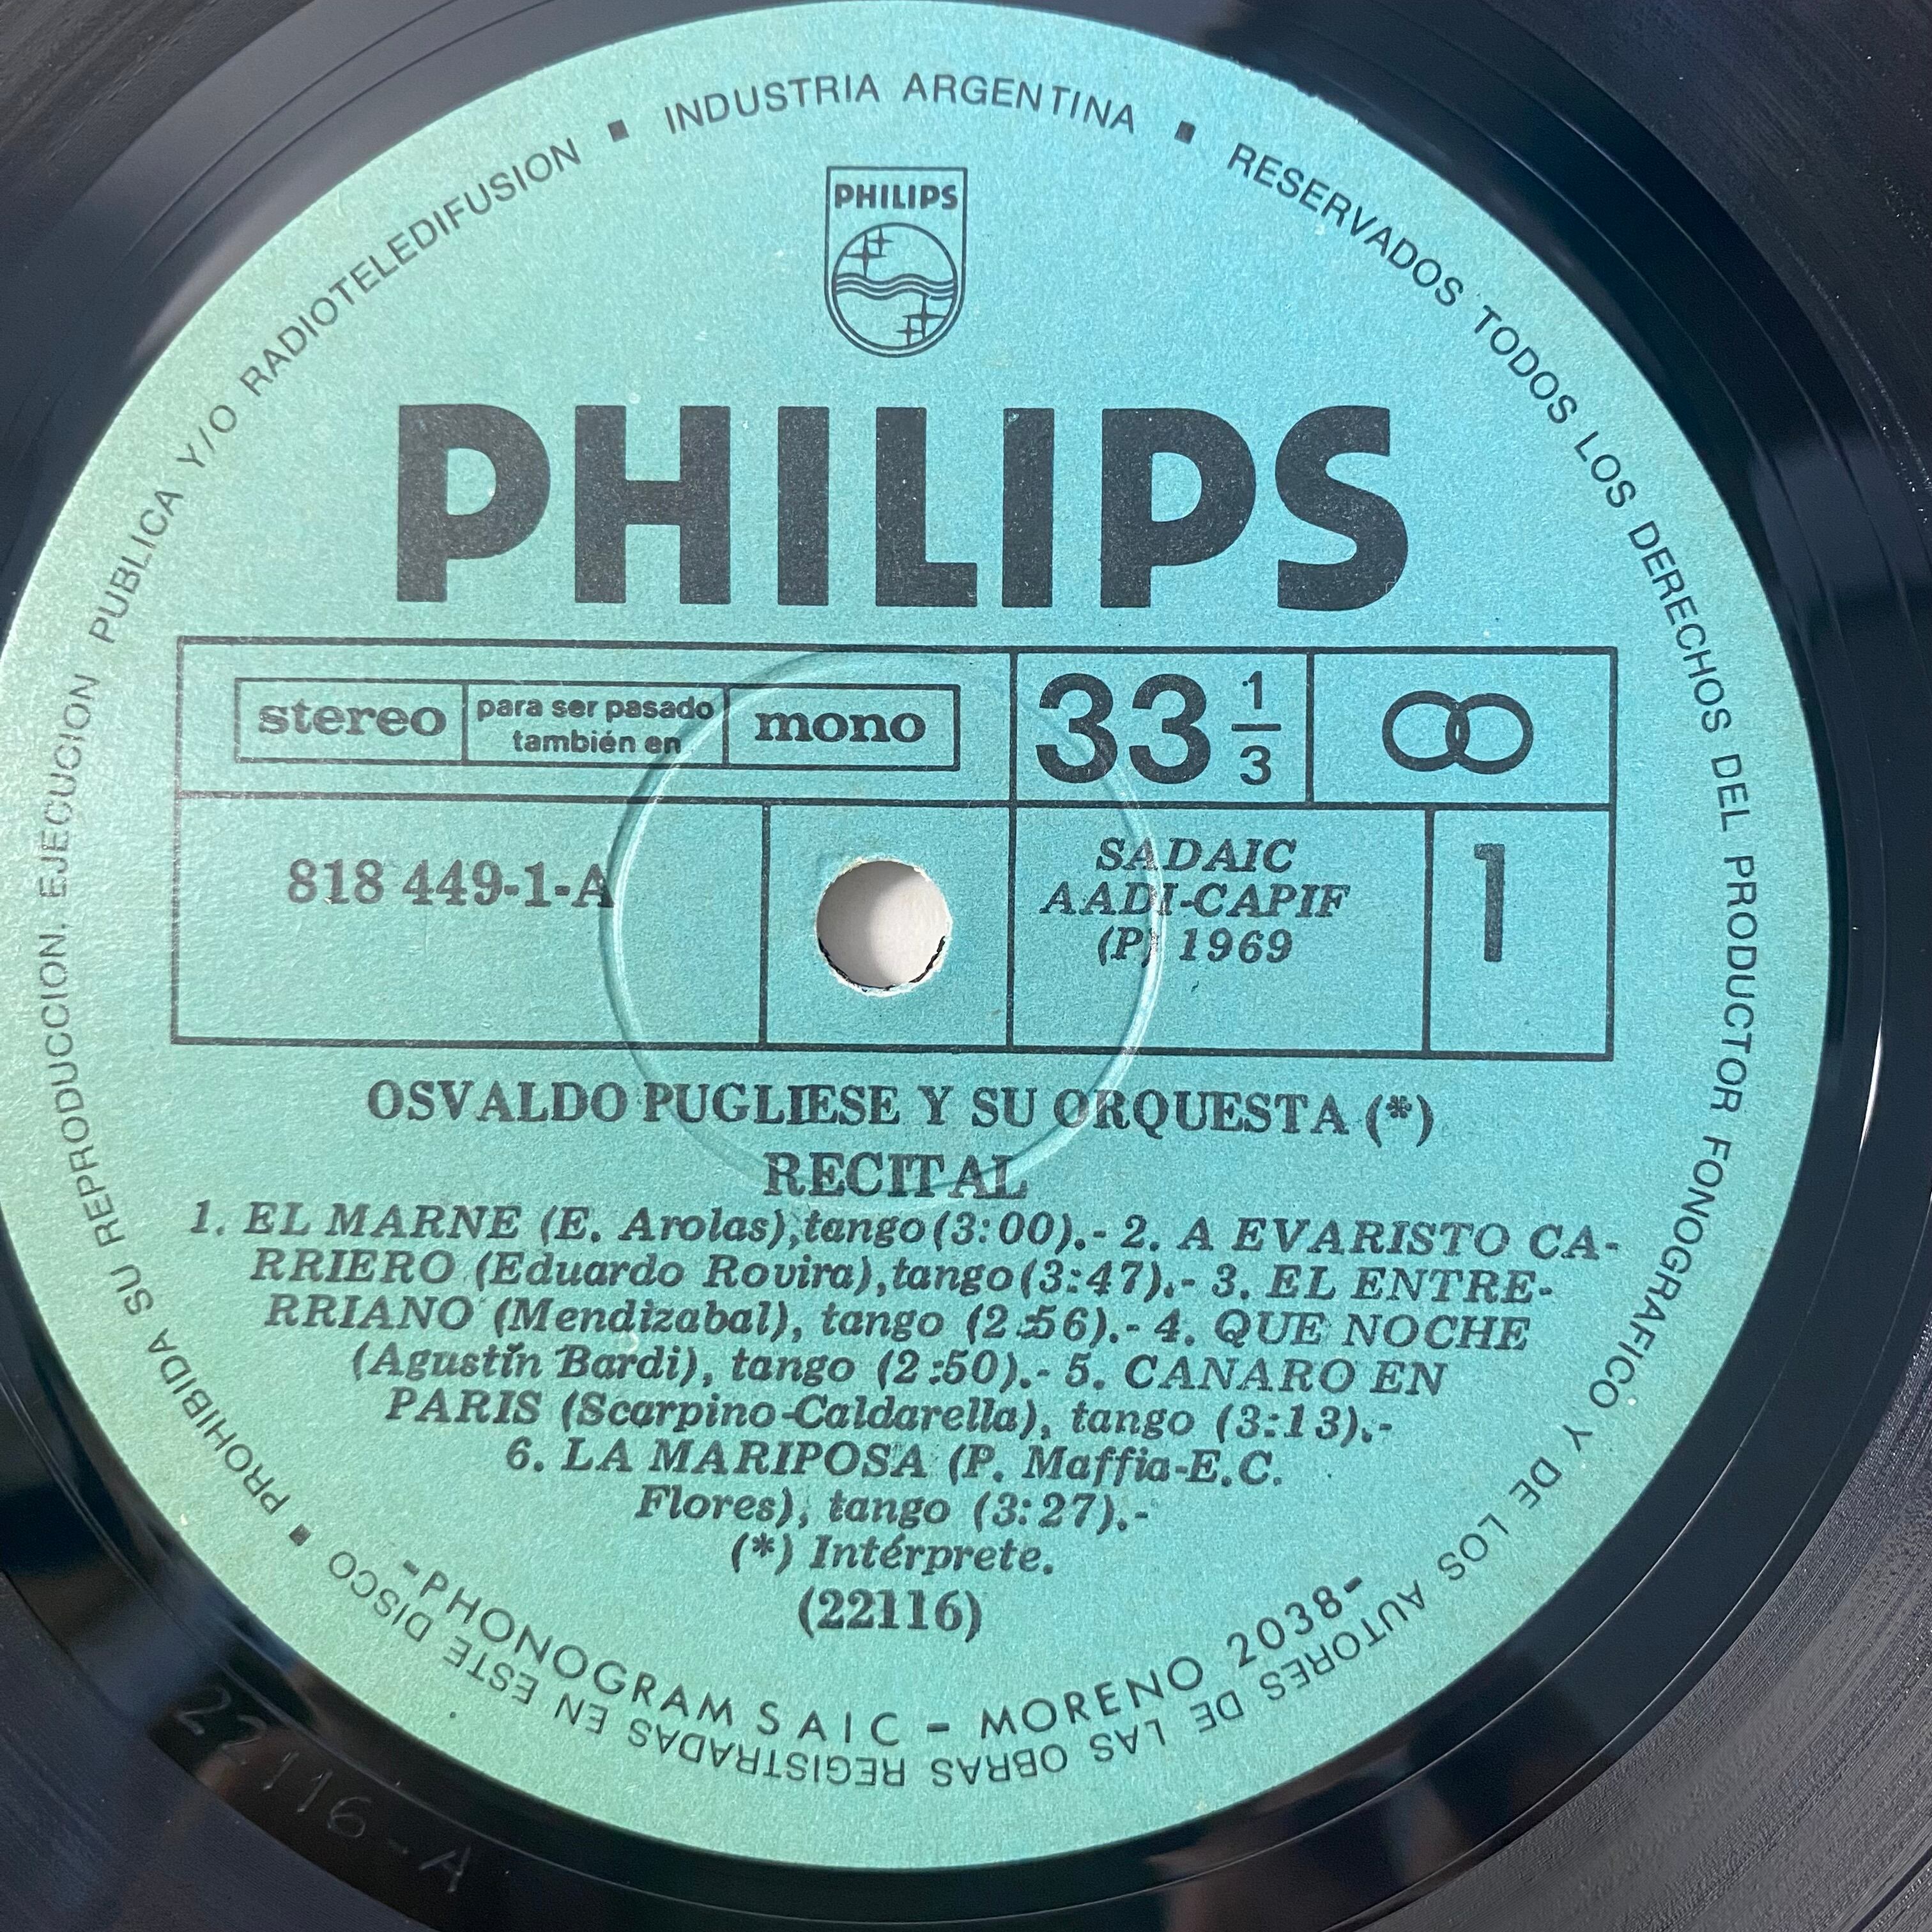 INDUSTRIA ARGENTINA ▪ RESERVADOS TODOS LOS DERECHOS DEL PRODUCTOR FONOGRAFICO Y DE LOS AUTORES DE LAS OBRAS REGISTRADAS EN ESTE DISCO ▪ PROHIBIDA SU REPRODUCCION, EJECUCION PUBLICA Y/O RADIOTELEDIFUSION ▪
PHILIPS
PHILIPS
stereo para ser pasado también en mono
33 1/3
818 449-1-A
SADAIC
AADI-CAPIF
(P) 1969
1
OSVALDO PUGLIESE Y SU ORQUESTA (*)
RECITAL
1. EL MARNE (E. Arolas),tango(3:00).- 2. A EVARISTO CA-
RRIERO (Eduardo Rovira),tango(3:47).- 3. EL ENTRE-
RRIANO (Mendizabal), tango (2:56).- 4. QUE NOCHE
(Agustín Bardi), tango (2:50).- 5. CANARO EN
PARIS (Scarpino-Caldarella), tango (3:13).-
6. LA MARIPOSA (P. Maffia-E.C.
Flores), tango (3:27).-
(*) Intérprete.
(22116)
-PHONOGRAM S A I C - MORENO 2038-
22116-A